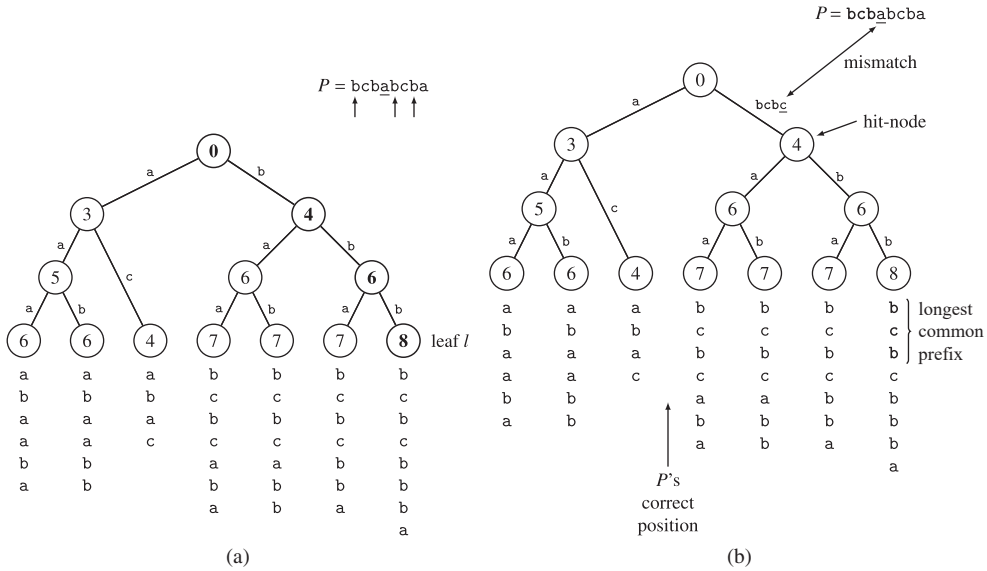 P = bcbabcba
0
a
b
3
4
a
c
a
b
5
6
6
a
b
a
b
a
b
6
6
4
7
7
7
8
leaf l
a a a b b b b
b b b c c c c
a a a b b b b
a a c c c c c
b b a a b b
a b b b b b
a b a b
a
(a)
P = bcbabcba
mismatch
0
a
bcbc
hit-node
3
4
a
c
a
b
5
6
6
a
b
a
b
a
b
6
6
4
7
7
7
8
a a a b b b b longest
b b b c c c c common
a a a b b b b prefix
a a c c c c c
b b a a b b
a b b b b b
a b a b
a
P's
correct
position
(b)